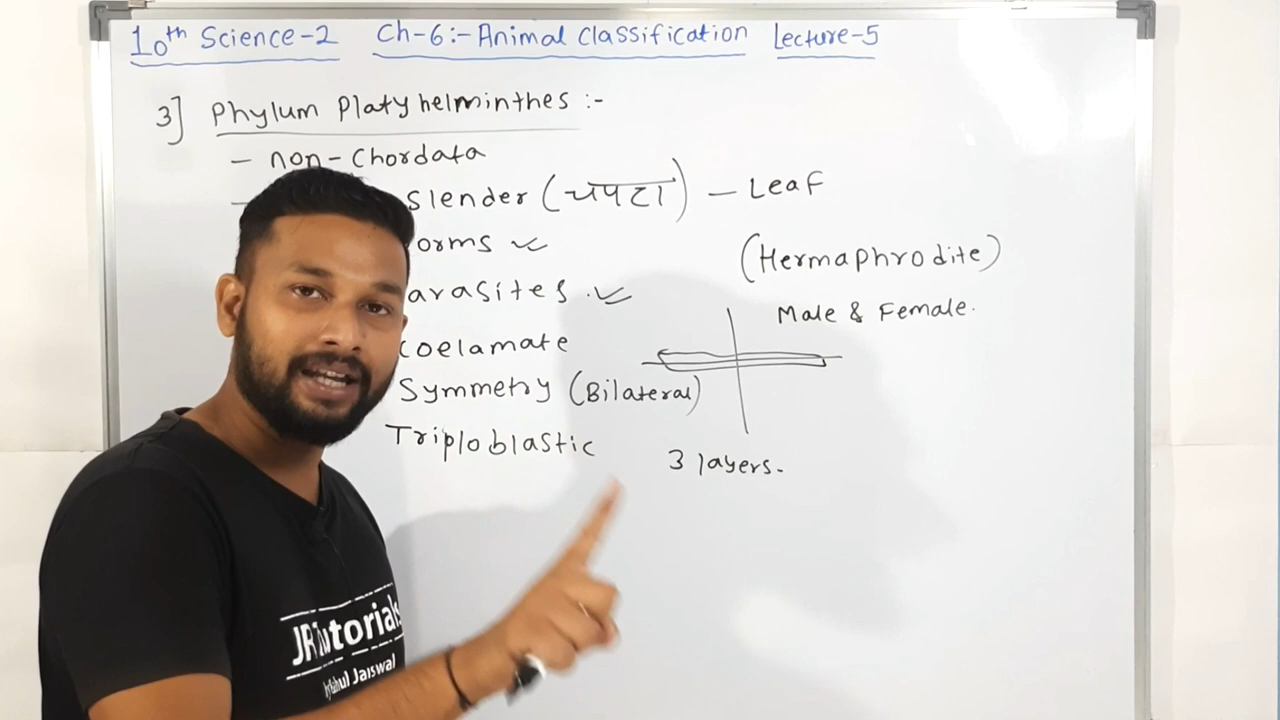 10th Science-2 Ch-6:- Animal Classification Lecture-5
3] Phylum Platyhelminthes :-
- non-Chordata
- Slender (चपटा) - Leaf
orms
(Hermaphrodite)
arasites.
Male & Female.
coelamate
Symmetry (Bilateral)
Triploblastic
3 layers.
JR Tutorials
Jaiswal